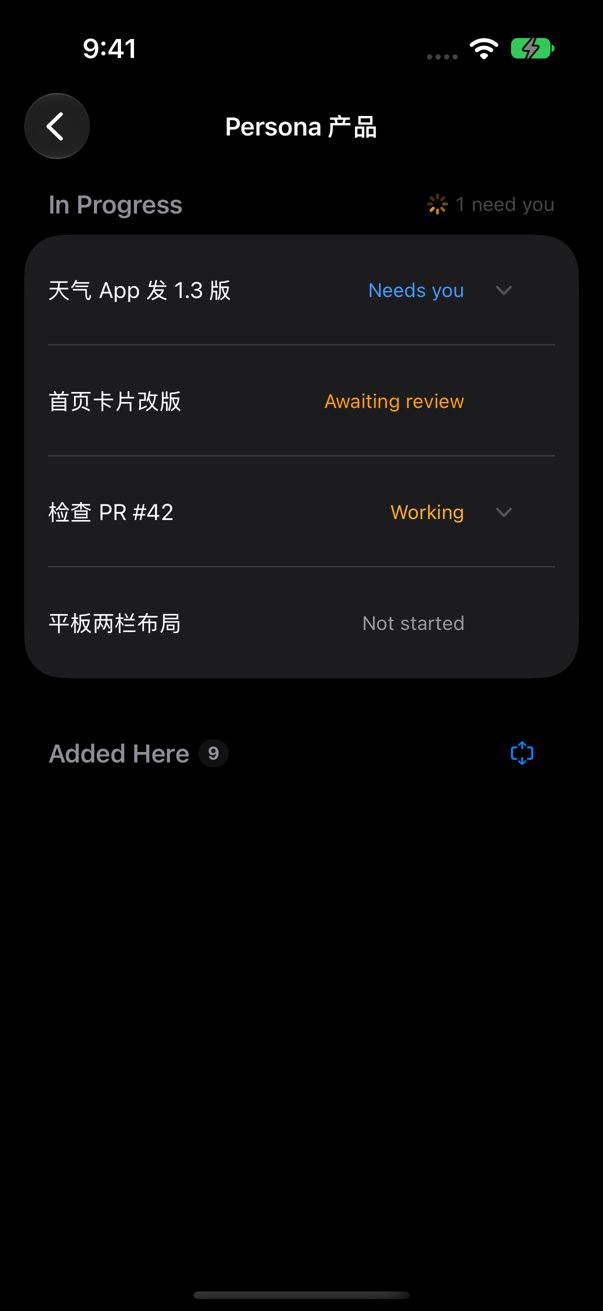 9:41
Persona 产品
In Progress
1 need you
天气 App 发 1.3 版
Needs you
首页卡片改版
Awaiting review
检查 PR #42
Working
平板两栏布局
Not started
Added Here 9